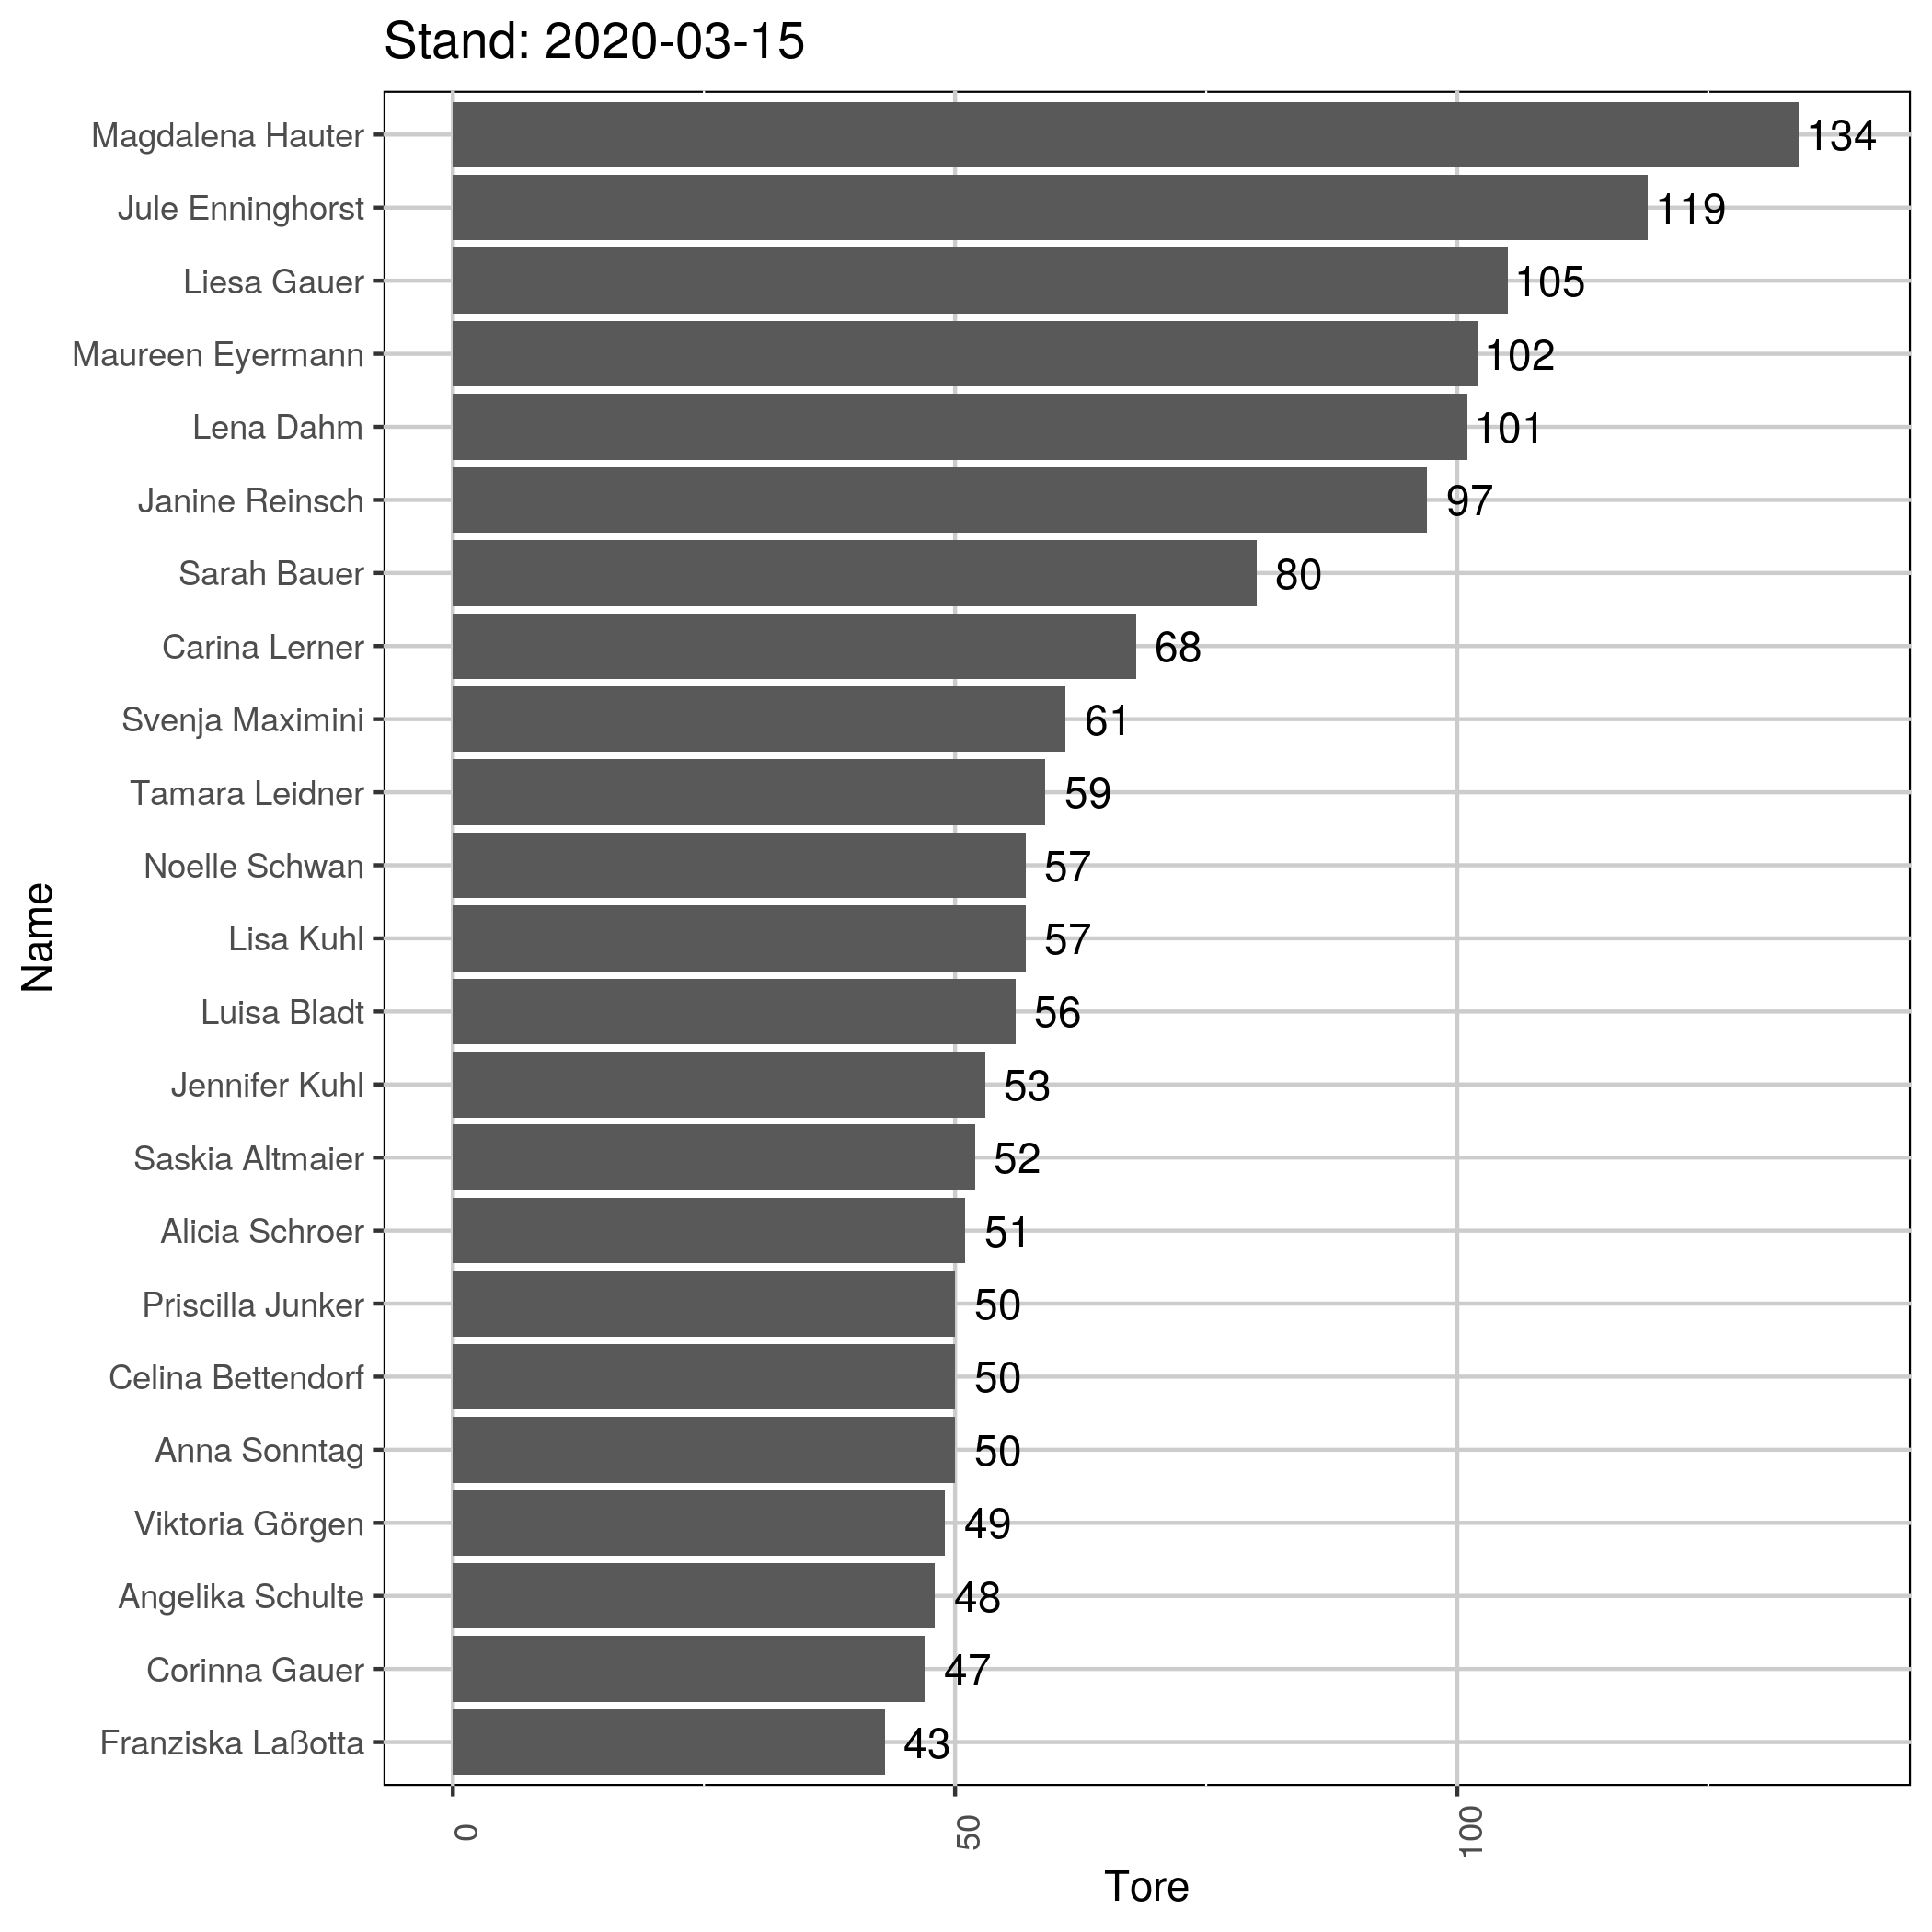 Stand: 2020-03-15
Magdalena Hauter 134
Jule Enninghorst 119
Liesa Gauer 105
Maureen Eyermann 102
Lena Dahm 101
Janine Reinsch 97
Sarah Bauer 80
Carina Lerner 68
Svenja Maximini 61
Tamara Leidner 59
Noelle Schwan 57
Lisa Kuhl 57
Luisa Bladt 56
Jennifer Kuhl 53
Saskia Altmaier 52
Alicia Schroer 51
Priscilla Junker 50
Celina Bettendorf 50
Anna Sonntag 50
Viktoria Görgen 49
Angelika Schulte 48
Corinna Gauer 47
Franziska Laßotta 43
Name
0 50 100
Tore